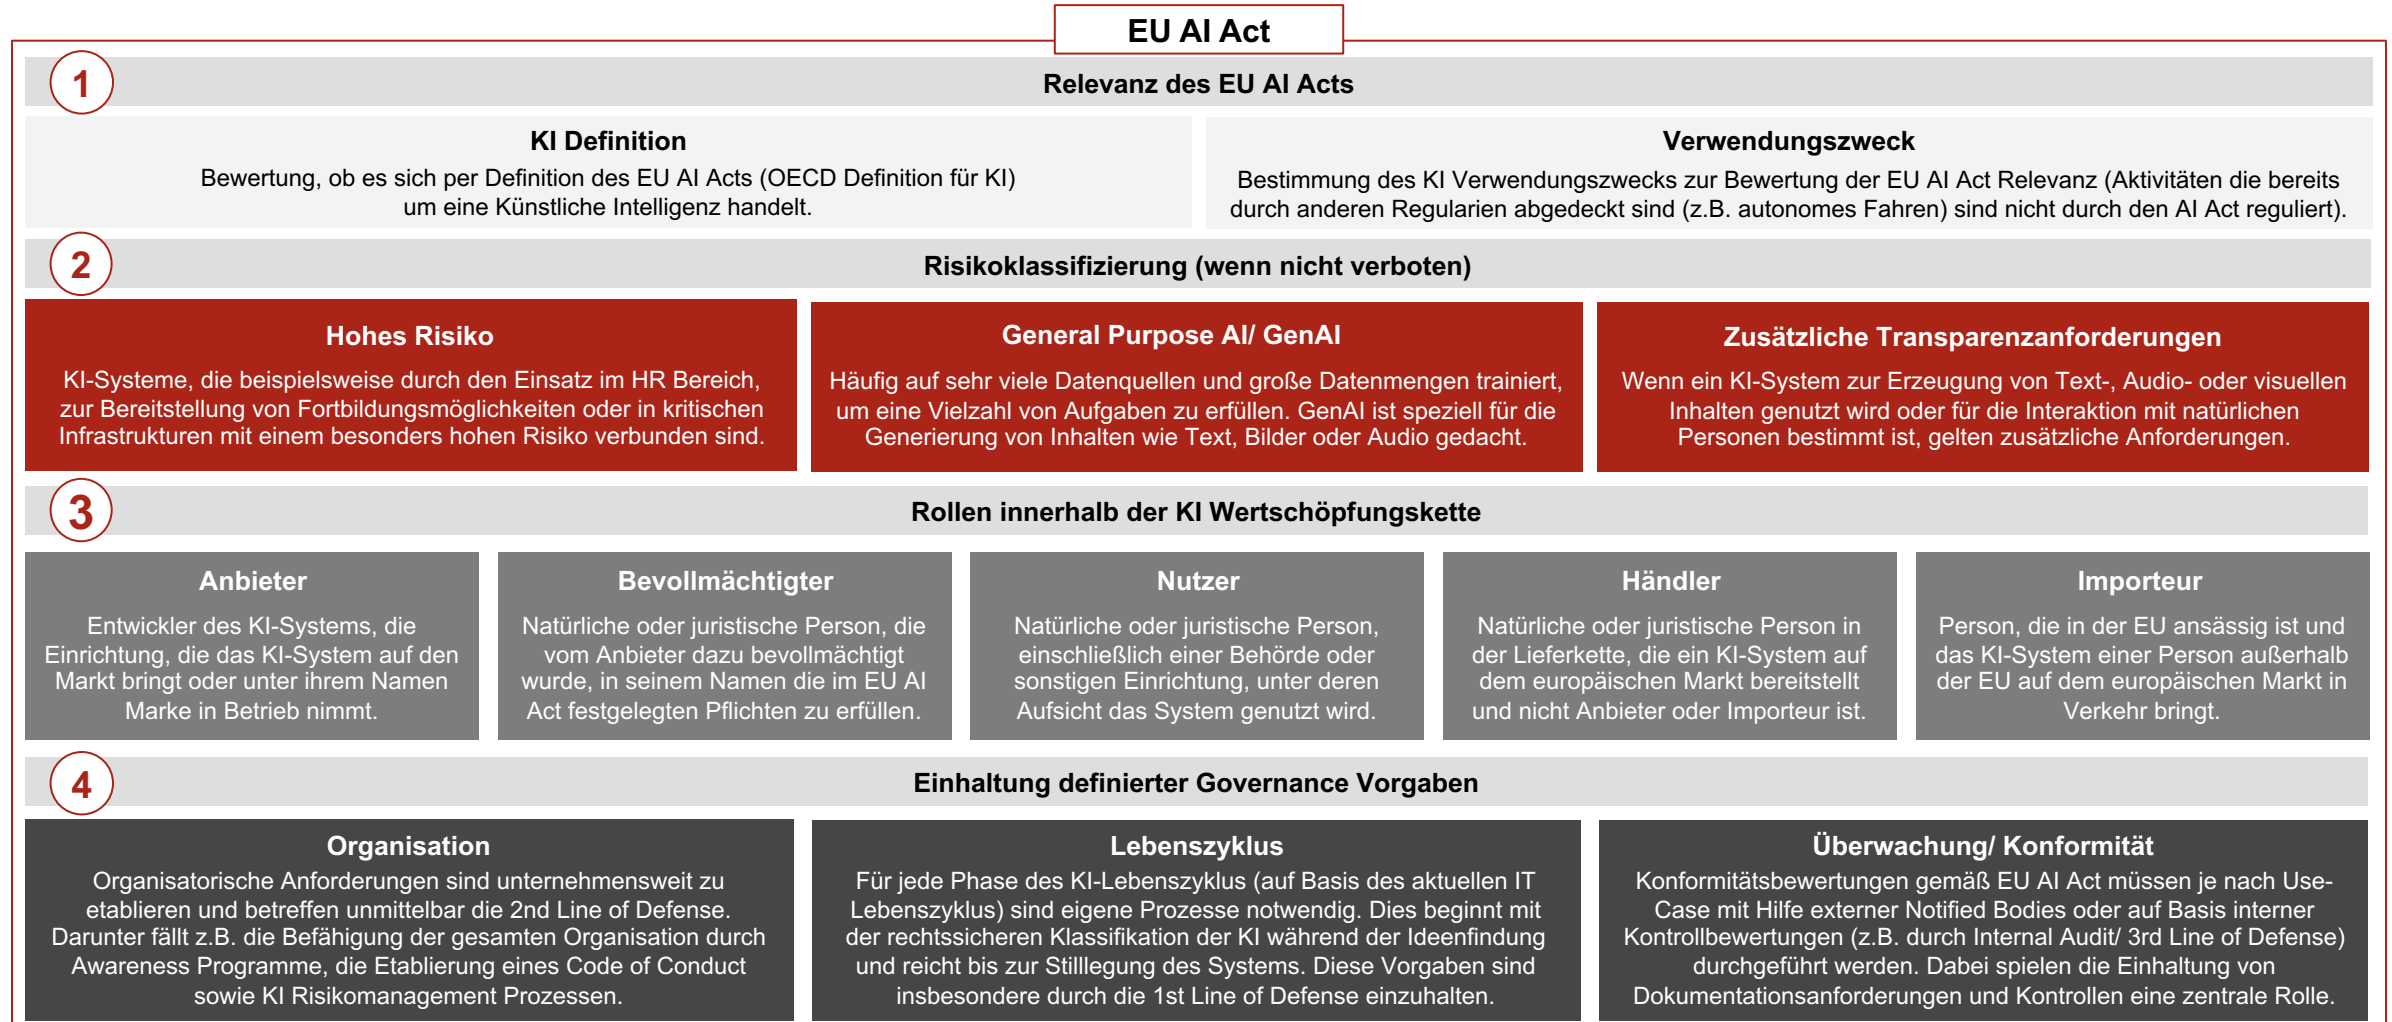 EU AI Act
1
Relevanz des EU AI Acts
KI Definition
Bewertung, ob es sich per Definition des EU AI Acts (OECD Definition für KI)
um eine Künstliche Intelligenz handelt.
Verwendungszweck
Bestimmung des KI Verwendungszwecks zur Bewertung der EU AI Act Relevanz (Aktivitäten die bereits
durch anderen Regularien abgedeckt sind (z.B. autonomes Fahren) sind nicht durch den AI Act reguliert).
2
Risikoklassifizierung (wenn nicht verboten)
Hohes Risiko
KI-Systeme, die beispielsweise durch den Einsatz im HR Bereich,
zur Bereitstellung von Fortbildungsmöglichkeiten oder in kritischen
Infrastrukturen mit einem besonders hohen Risiko verbunden sind.
General Purpose AI/ GenAI
Häufig auf sehr viele Datenquellen und große Datenmengen trainiert,
um eine Vielzahl von Aufgaben zu erfüllen. GenAI ist speziell für die
Generierung von Inhalten wie Text, Bilder oder Audio gedacht.
Zusätzliche Transparenzanforderungen
Wenn ein KI-System zur Erzeugung von Text-, Audio- oder visuellen
Inhalten genutzt wird oder für die Interaktion mit natürlichen
Personen bestimmt ist, gelten zusätzliche Anforderungen.
3
Rollen innerhalb der KI Wertschöpfungskette
Anbieter
Entwickler des KI-Systems, die
Einrichtung, die das KI-System auf den
Markt bringt oder unter ihrem Namen
Marke in Betrieb nimmt.
Bevollmächtigter
Natürliche oder juristische Person, die
vom Anbieter dazu bevollmächtigt
wurde, in seinem Namen die im EU AI
Act festgelegten Pflichten zu erfüllen.
Nutzer
Natürliche oder juristische Person,
einschließlich einer Behörde oder
sonstigen Einrichtung, unter deren
Aufsicht das System genutzt wird.
Händler
Natürliche oder juristische Person in
der Lieferkette, die ein KI-System auf
dem europäischen Markt bereitstellt
und nicht Anbieter oder Importeur ist.
Importeur
Person, die in der EU ansässig ist und
das KI-System einer Person außerhalb
der EU auf dem europäischen Markt in
Verkehr bringt.
4
Einhaltung definierter Governance Vorgaben
Organisation
Organisatorische Anforderungen sind unternehmensweit zu
etablieren und betreffen unmittelbar die 2nd Line of Defense.
Darunter fällt z.B. die Befähigung der gesamten Organisation durch
Awareness Programme, die Etablierung eines Code of Conduct
sowie KI Risikomanagement Prozessen.
Lebenszyklus
Für jede Phase des KI-Lebenszyklus (auf Basis des aktuellen IT
Lebenszyklus) sind eigene Prozesse notwendig. Dies beginnt mit
der rechtssicheren Klassifikation der KI während der Ideenfindung
und reicht bis zur Stilllegung des Systems. Diese Vorgaben sind
insbesondere durch die 1st Line of Defense einzuhalten.
Überwachung/ Konformität
Konformitätsbewertungen gemäß EU AI Act müssen je nach Use-
Case mit Hilfe externer Notified Bodies oder auf Basis interner
Kontrollbewertungen (z.B. durch Internal Audit/ 3rd Line of Defense)
durchgeführt werden. Dabei spielen die Einhaltung von
Dokumentationsanforderungen und Kontrollen eine zentrale Rolle.